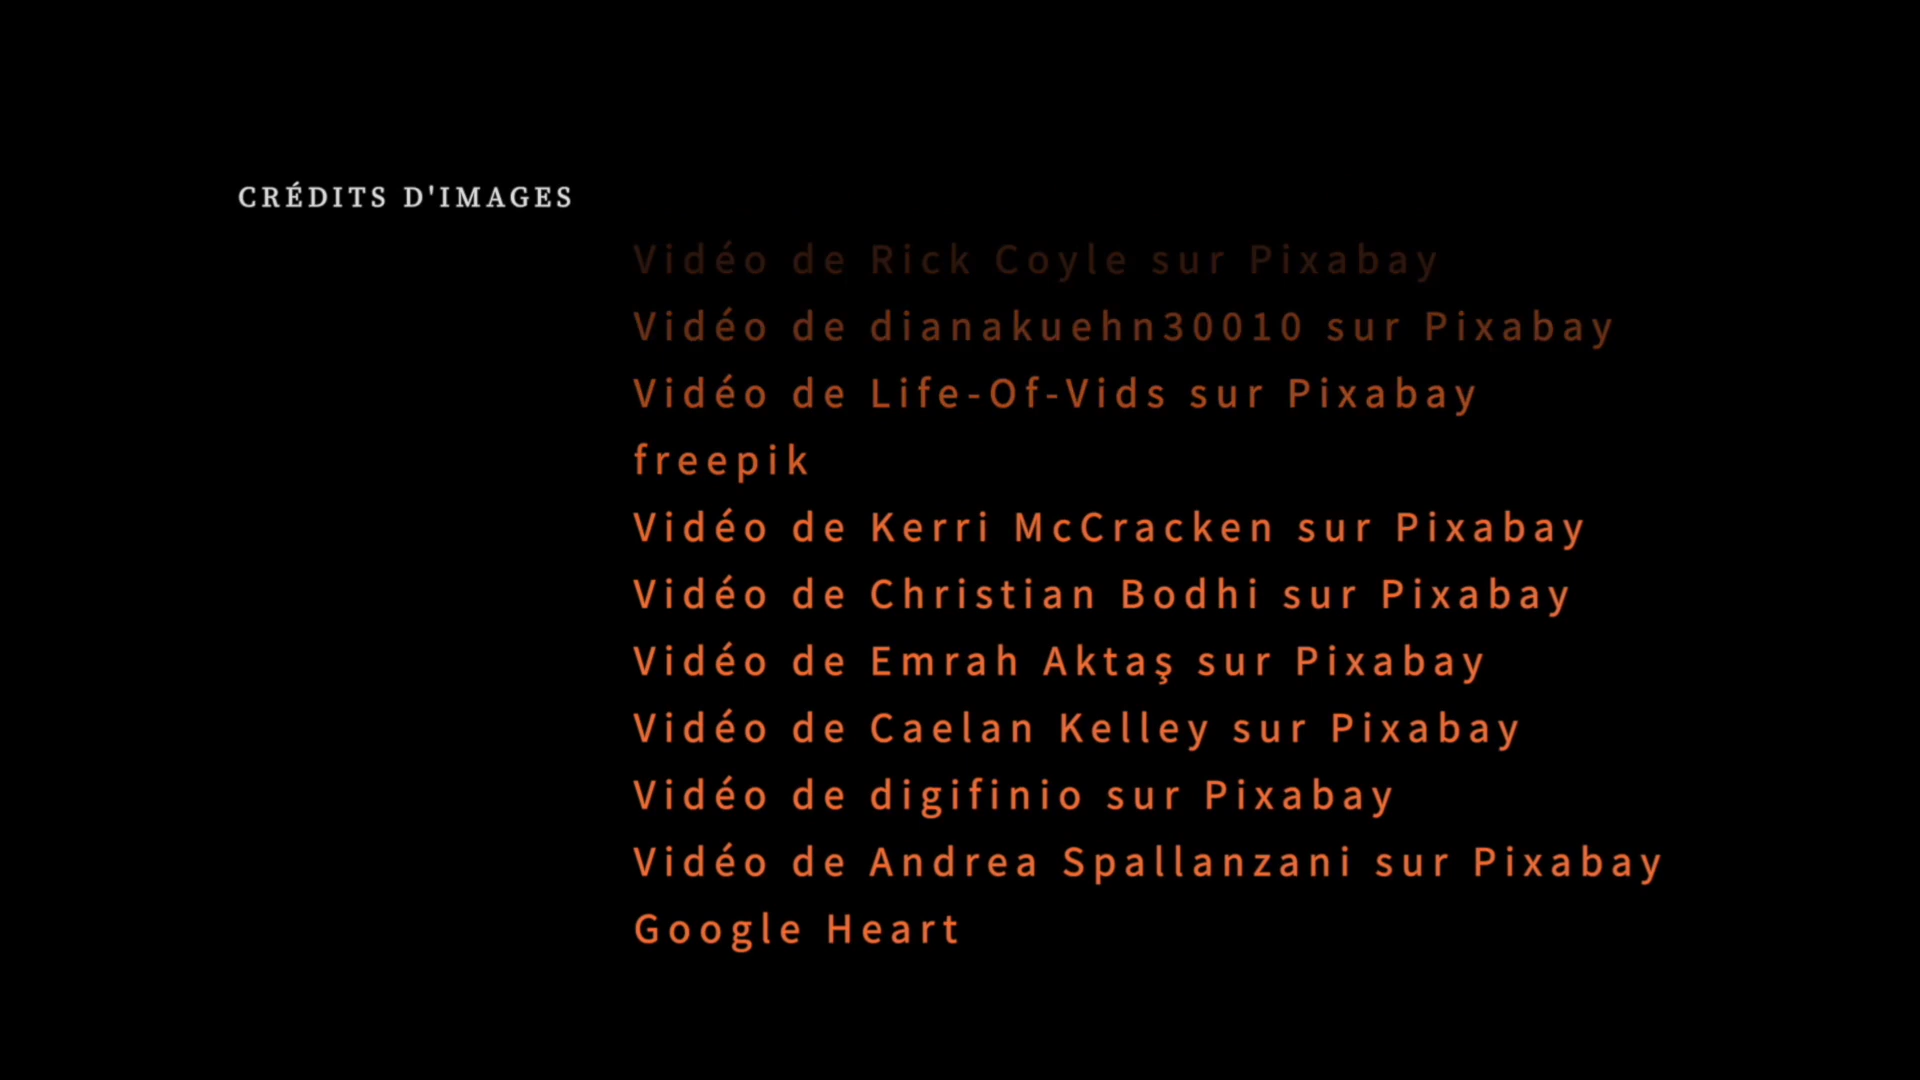 CRÉDITS D'IMAGES
Vidéo de Rick Coyle sur Pixabay
Vidéo de dianakuehn30010 sur Pixabay
Vidéo de Life-Of-Vids sur Pixabay
freepik
Vidéo de Kerri McCracken sur Pixabay
Vidéo de Christian Bodhi sur Pixabay
Vidéo de Emrah Aktaş sur Pixabay
Vidéo de Caelan Kelley sur Pixabay
Vidéo de digifinio sur Pixabay
Vidéo de Andrea Spallanzani sur Pixabay
Google Heart